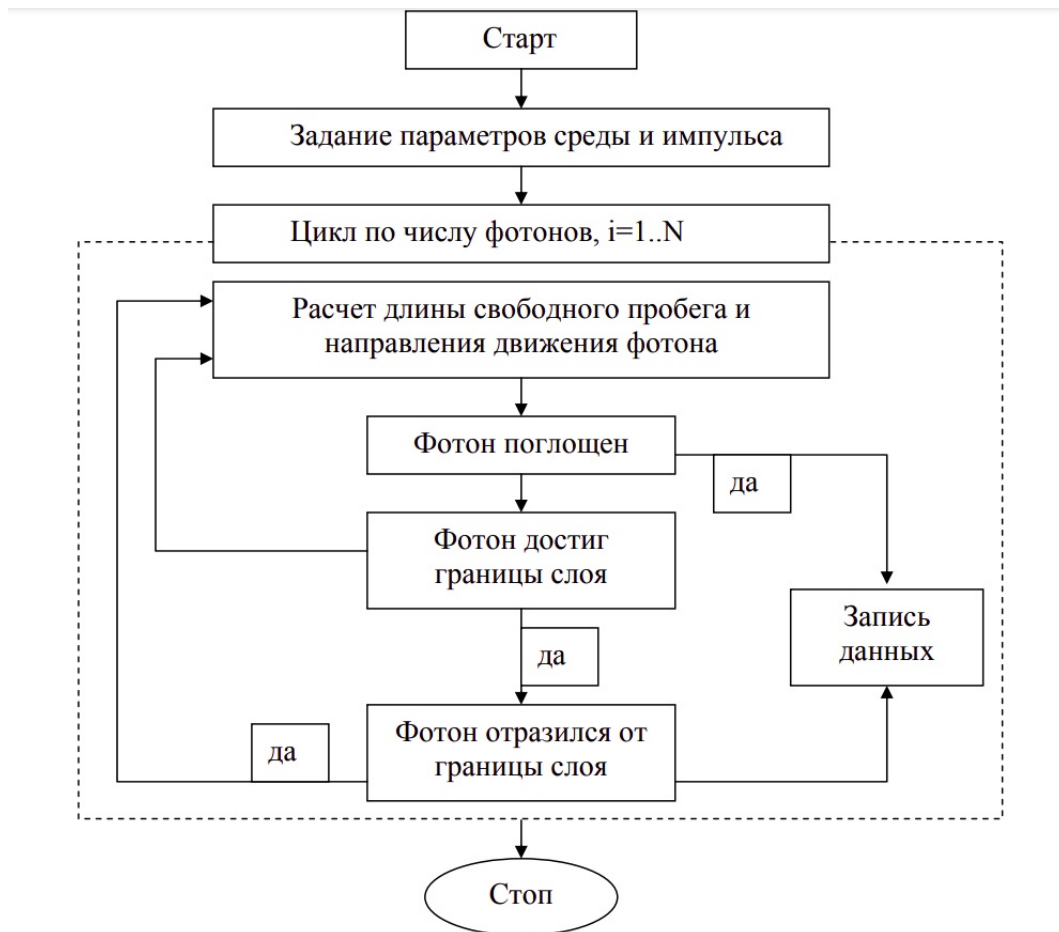 Старт
Задание параметров среды и импульса
Цикл по числу фотонов, i=1..N
Расчет длины свободного пробега и
направления движения фотона
Фотон поглощен
да
Фотон достиг
границы слоя
Запись
данных
да
Фотон отразился от
границы слоя
да
Стоп